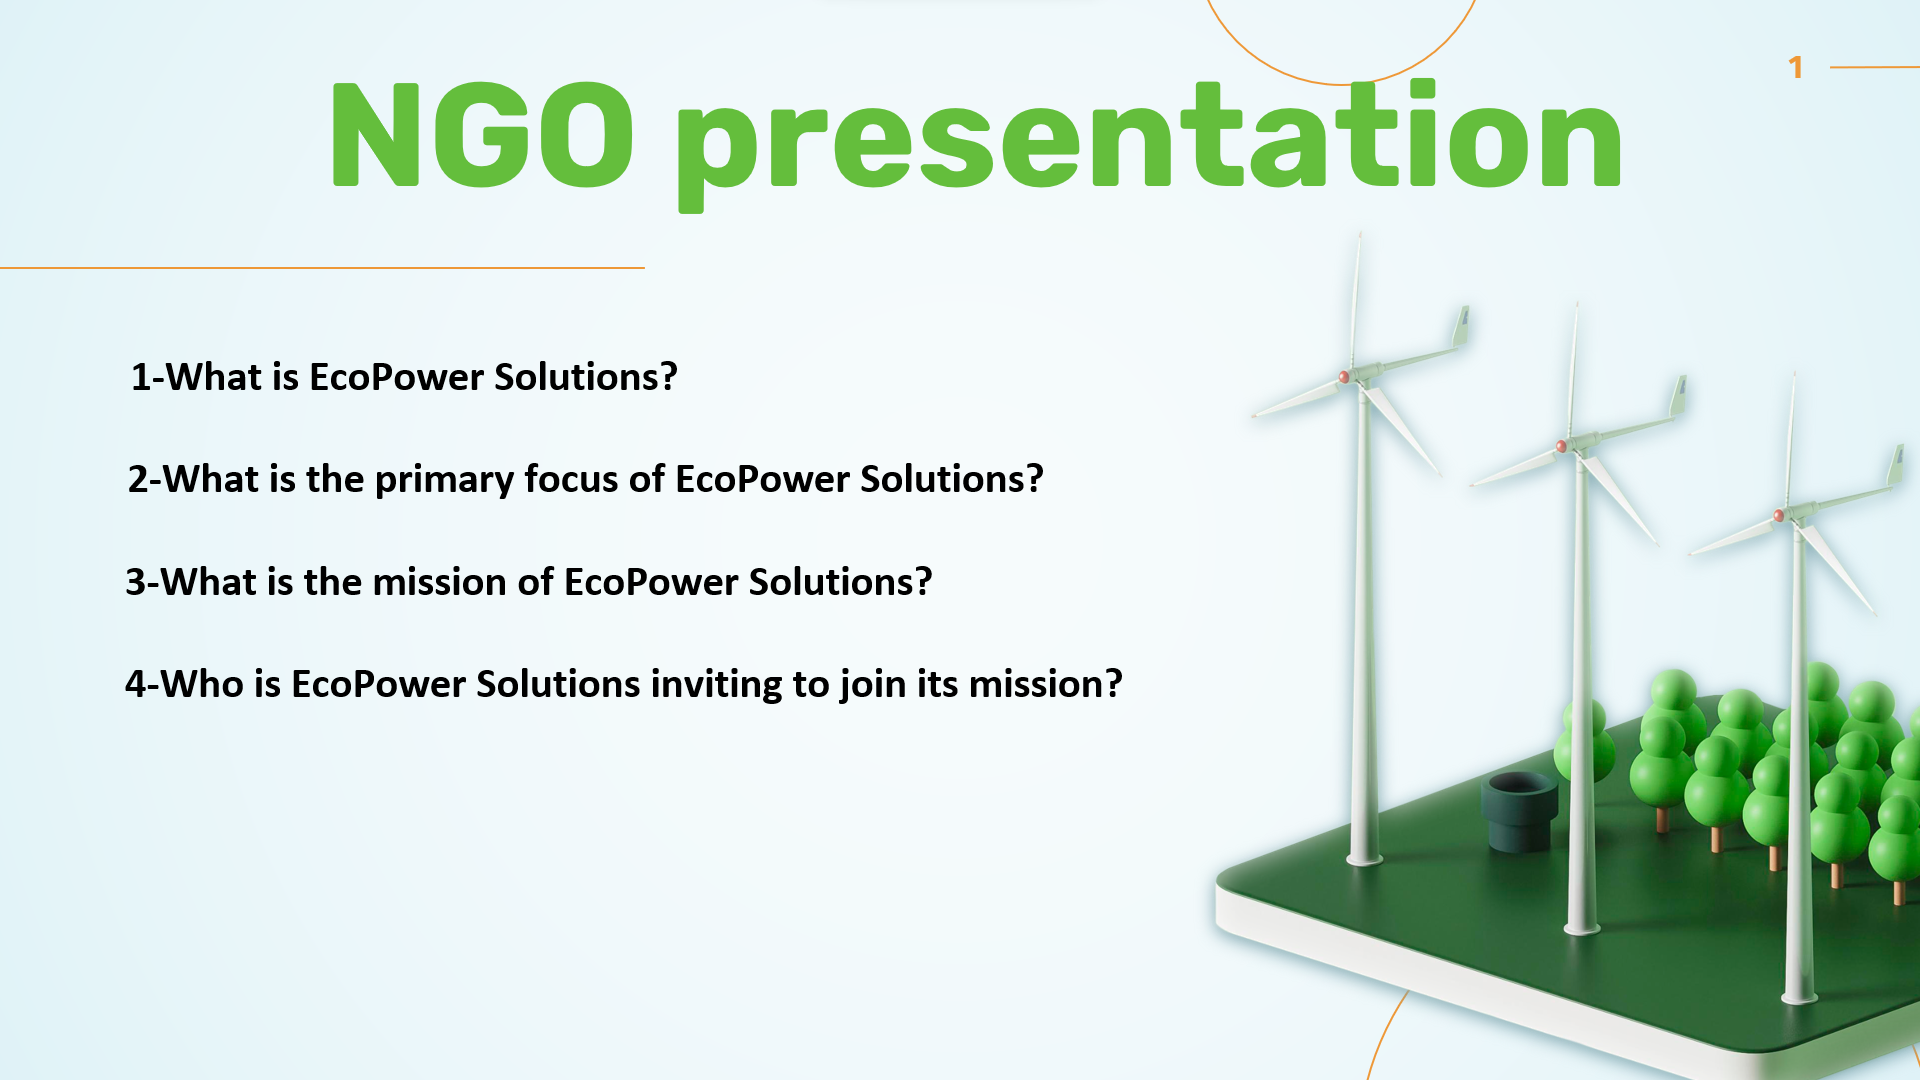 1
NGO presentation
1-What is EcoPower Solutions?
2-What is the primary focus of EcoPower Solutions?
3-What is the mission of EcoPower Solutions?
4-Who is EcoPower Solutions inviting to join its mission?